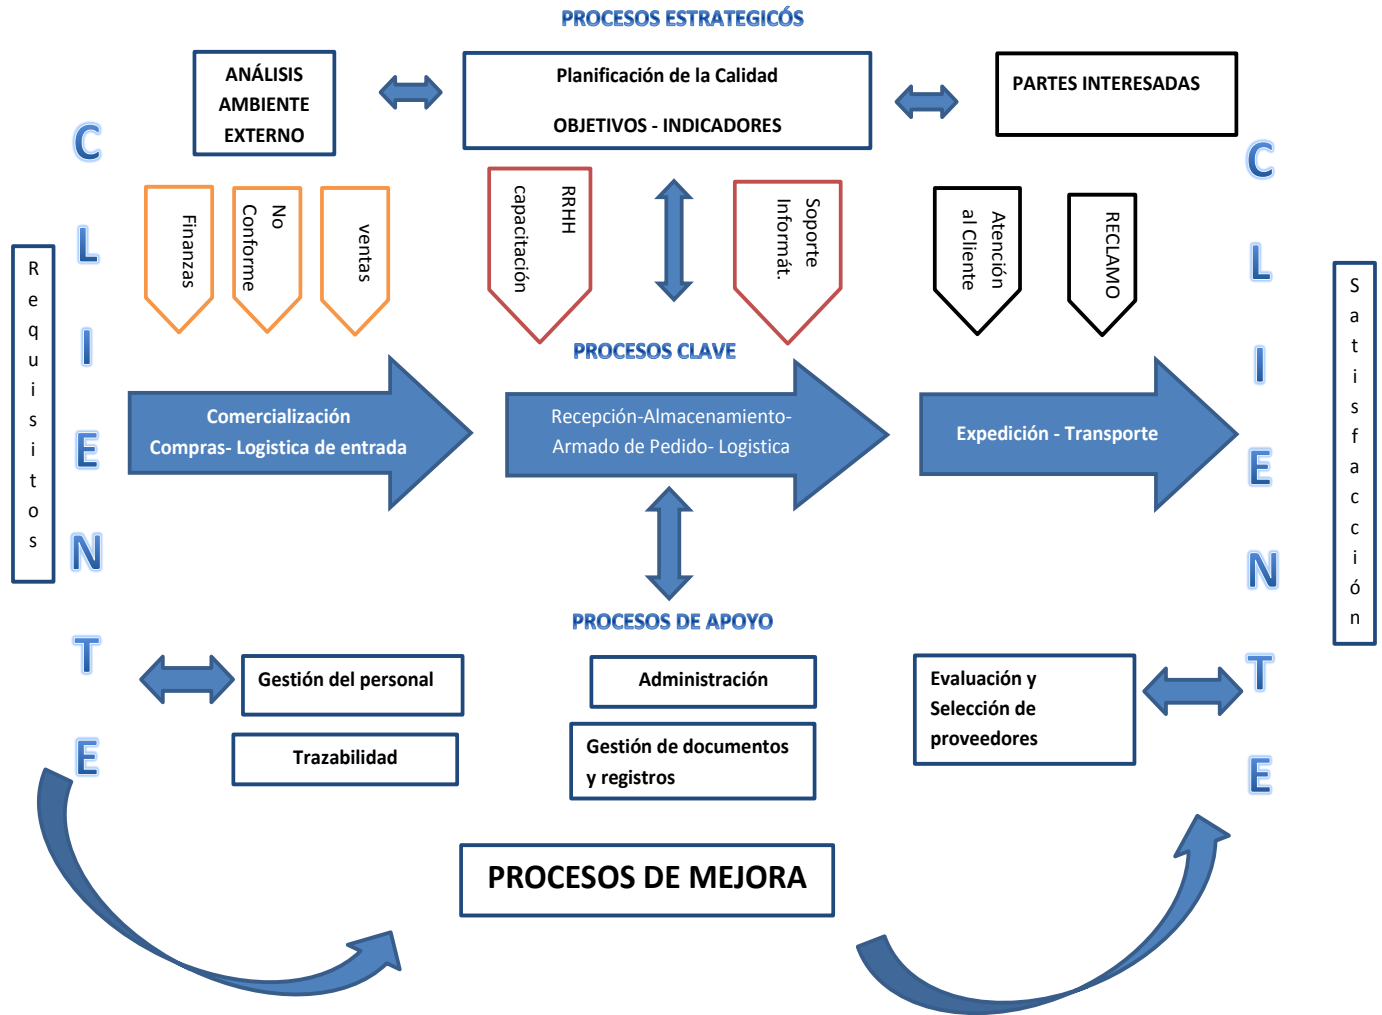 PROCESOS ESTRATEGICÓS
ANÁLISIS
AMBIENTE
EXTERNO
Planificación de la Calidad
OBJETIVOS - INDICADORES
PARTES INTERESADAS
CLIENTE
Requisitos
Finanzas
No
Conforme
ventas
RRHH
capacitación
Soporte
Informát.
Atención
al Cliente
RECLAMO
CLIENTE
Satisfacción
PROCESOS CLAVE
Comercialización
Compras- Logistica de entrada
Recepción-Almacenamiento-
Armado de Pedido- Logistica
Expedición - Transporte
PROCESOS DE APOYO
Gestión del personal
Trazabilidad
Administración
Gestión de documentos
y registros
Evaluación y
Selección de
proveedores
PROCESOS DE MEJORA